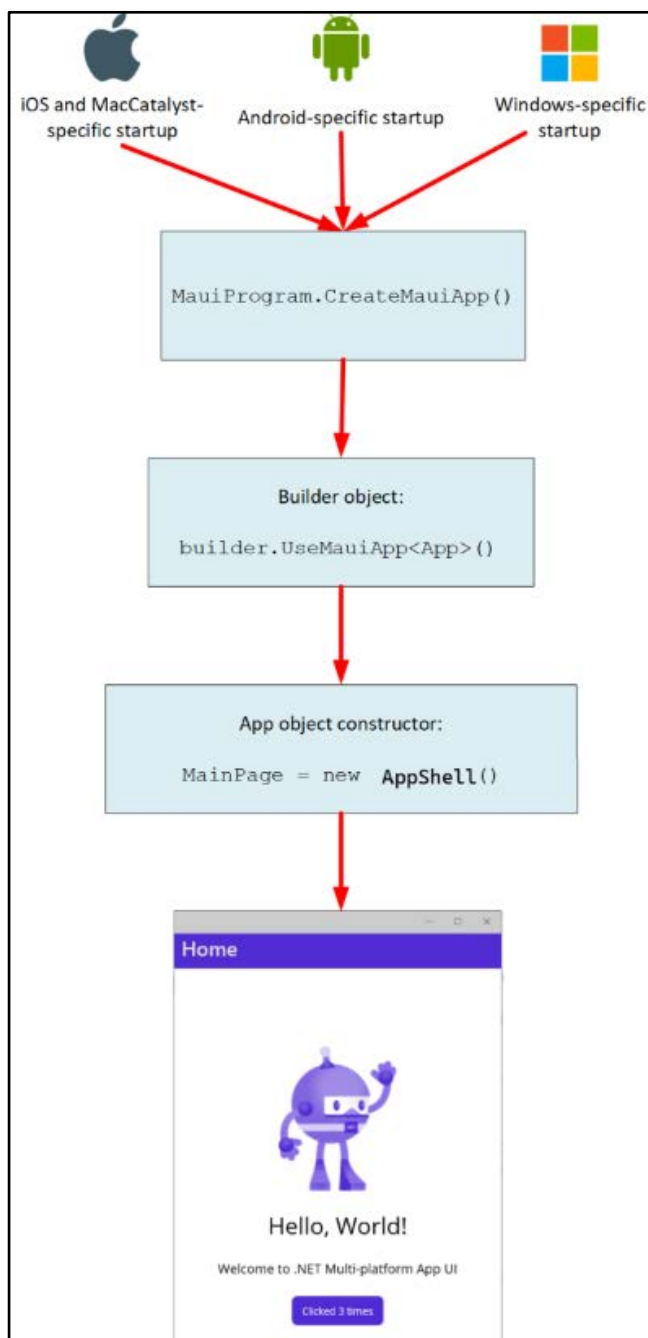 iOS and MacCatalyst-
specific startup
Android-specific startup
Windows-specific
startup
MauiProgram.CreateMauiApp()
Builder object:
builder.UseMauiApp<App>()
App object constructor:
MainPage = new AppShell()
Home
Hello, World!
Welcome to .NET Multi-platform App UI
Clicked 3 times